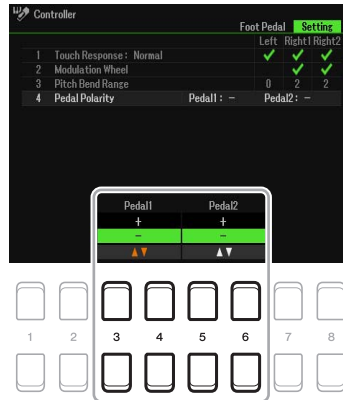 Controller
Foot Pedal Setting
Left Right1 Right2
1 Touch Response: Normal
2 Modulation Wheel
3 Pitch Bend Range 0 2 2
4 Pedal Polarity Pedal1: – Pedal2: –
Pedal1 Pedal2
+ +
– –
1 2 3 4 5 6 7 8